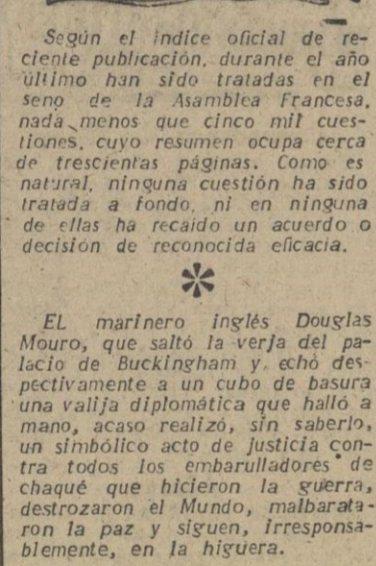 Según el índice oficial de re-
ciente publicación, durante el año
último han sido tratadas en el
seno de la Asamblea Francesa,
nada menos que cinco mil cues-
tiones, cuyo resumen ocupa cerca
de trescientas páginas. Como es
natural, ninguna cuestión ha sido
tratada a fondo, ni en ninguna
de ellas ha recaído un acuerdo o
decisión de reconocida eficacia.
EL marinero inglés Douglas
Mouro, que saltó la verja del pa-
lacio de Buckingham y echó des-
pectivamente a un cubo de basura
una valija diplomática que halló a
mano, acaso realizó, sin saberlo,
un simbólico acto de justicia con-
tra todos los embarulladores de
chaqué que hicieron la guerra,
destrozaron el Mundo, malbarata-
ron la paz y siguen, irresponsa-
blemente, en la higuera.